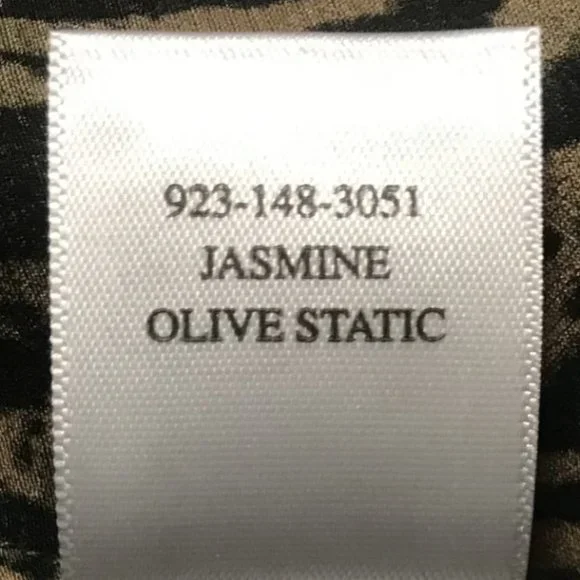 923-148-3051
JASMINE
OLIVE STATIC